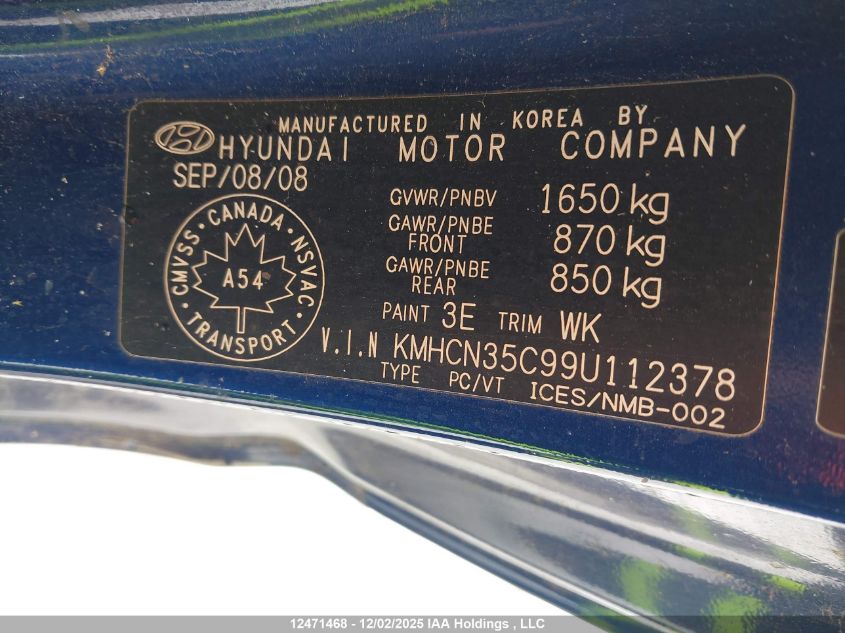 MANUFACTURED IN KOREA BY
HYUNDAI MOTOR COMPANY
SEP/08/08
GVWR/PNBV 1650 kg
GAWR/PNBE FRONT 870 kg
GAWR/PNBE REAR 850 kg
CANADA · NSVAC · TRANSPORT · CMVSS ·
A54
PAINT 3E TRIM WK
V.I.N KMHCN35C99U112378
TYPE PC/VT ICES/NMB-002
12471468 - 12/02/2025 IAA Holdings , LLC